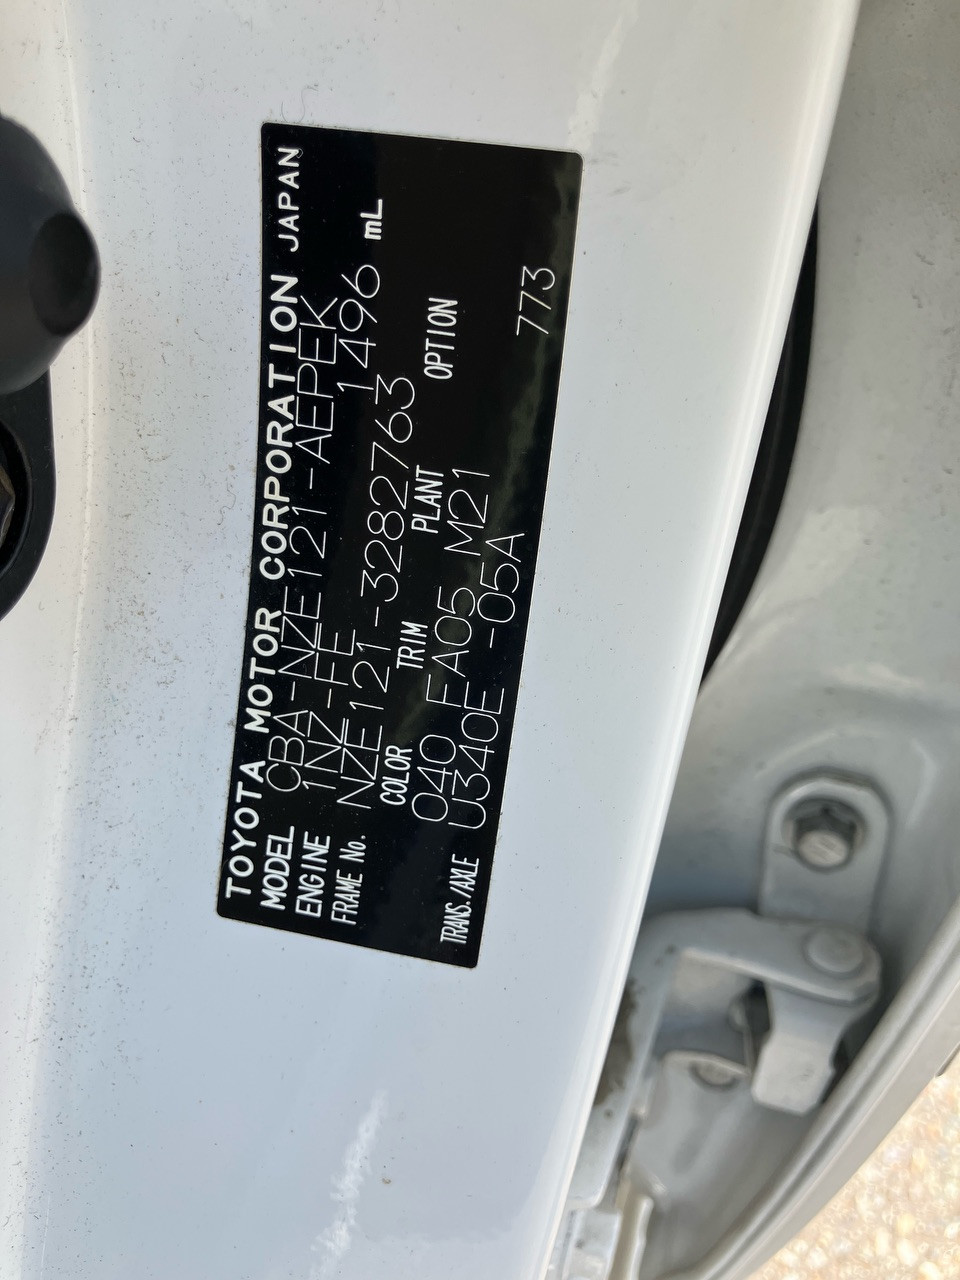 TOYOTA MOTOR CORPORATION JAPAN
MODEL CBA-NZE121-AEPEK
ENGINE 1NZ-FE 1496 mL
FRAME No. NZE121-3282763
COLOR TRIM PLANT OPTION
040 FA05 M21
TRANS./AXLE U340E -05A 773